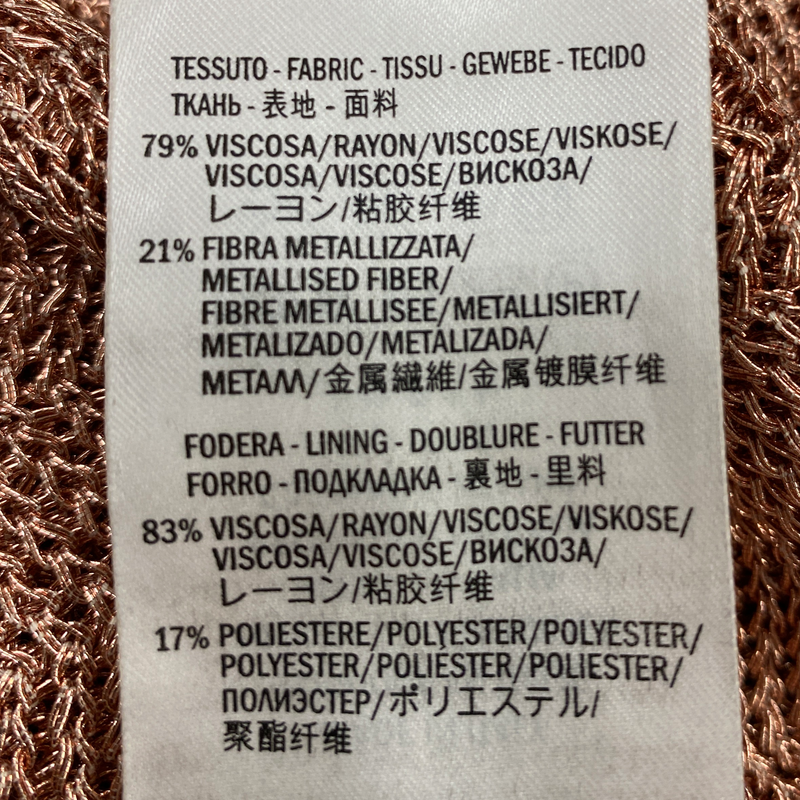 TESSUTO - FABRIC - TISSU - GEWEBE - TECIDO
ТКАНЬ - 表地 - 面料
79% VISCOSA/RAYON/VISCOSE/VISKOSE/
VISCOSA/VISCOSE/ВИСКОЗА/
レーヨン/粘胶纤维
21% FIBRA METALLIZZATA/
METALLISED FIBER/
FIBRE METALLISEE/METALLISIERT/
METALIZADO/METALIZADA/
МЕТАЛЛ/金属繊維/金属镀膜纤维
FODERA - LINING - DOUBLURE - FUTTER
FORRO - ПОДКЛАДКА - 裏地 - 里料
83% VISCOSA/RAYON/VISCOSE/VISKOSE/
VISCOSA/VISCOSE/ВИСКОЗА/
レーヨン/粘胶纤维
17% POLIESTERE/POLYESTER/POLYESTER/
POLYESTER/POLIÉSTER/POLIESTER/
ПОЛИЭСТЕР/ポリエステル/
聚酯纤维